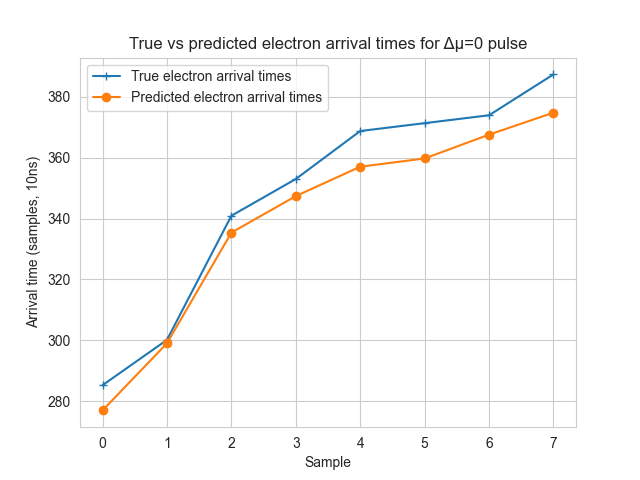 True vs predicted electron arrival times for Δμ=0 pulse
True electron arrival times
Predicted electron arrival times
Arrival time (samples, 10ns)
380
360
340
320
300
280
0 1 2 3 4 5 6 7
Sample